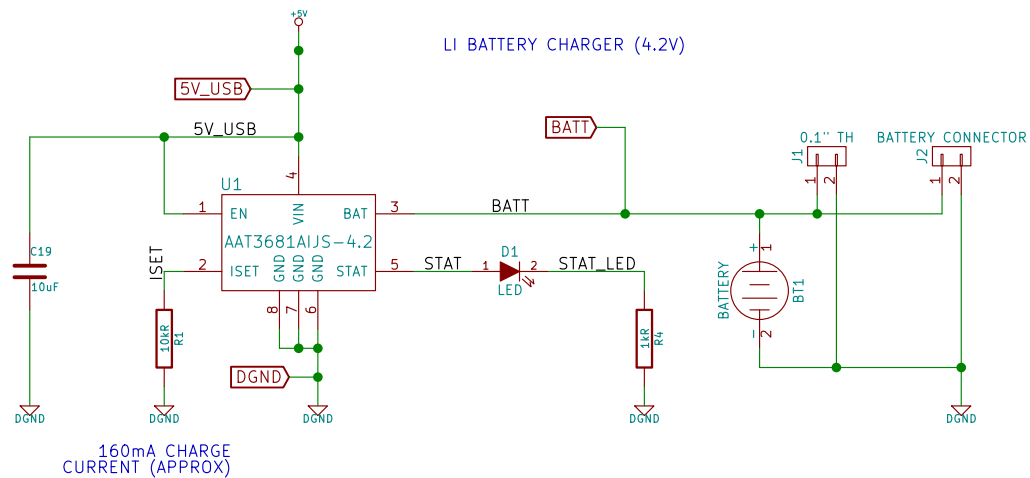 +5V
LI BATTERY CHARGER (4.2V)
5V_USB
5V_USB
BATT
0.1" TH
BATTERY CONNECTOR
J1
J2
1
2
1
2
4
U1
1
EN
VIN
BAT
3
BATT
AAT3681AIJS-4.2
C19
10uF
ISET
2
ISET
GND
GND
GND
STAT
5
STAT
1
D1
2
LED
STAT_LED
BATTERY
+
1
BT1
-
2
8
7
6
10kR
R1
1kR
R4
DGND
DGND
DGND
DGND
DGND
DGND
160mA CHARGE
CURRENT (APPROX)